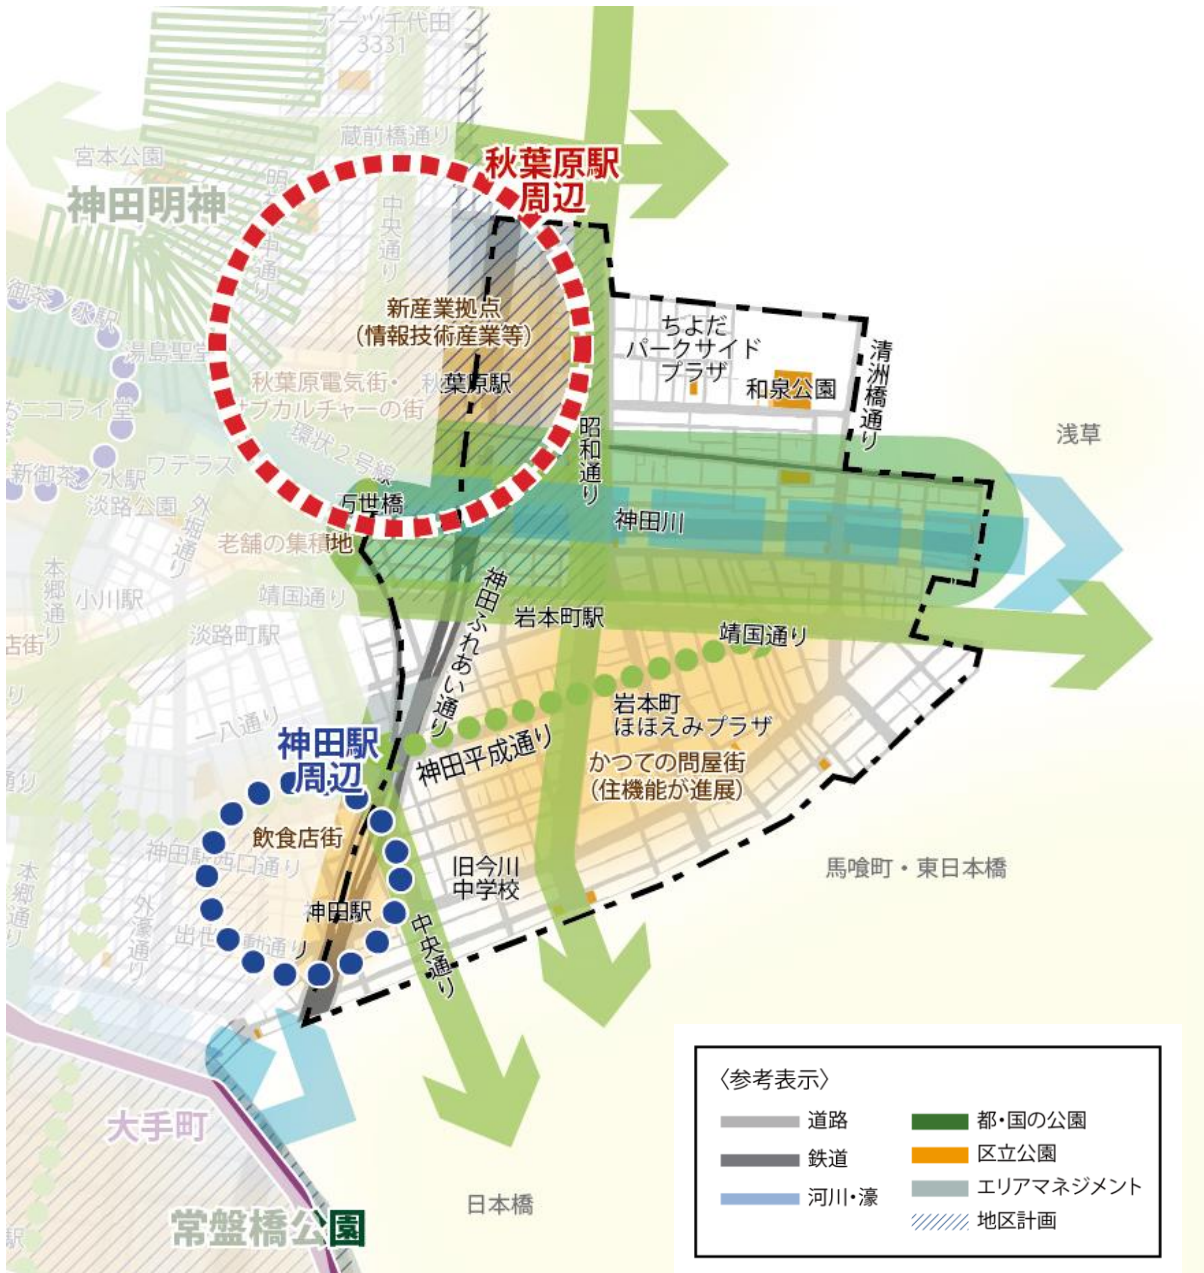 アーツ千代田
3331
蔵前橋通り
宮本公園
神田明神
秋葉原駅
周辺
中央通り
新産業拠点
(情報技術産業等)
ちよだ
パークサイド
プラザ
和泉公園
清洲橋通り
浅草
湯島聖堂
秋葉原電気街・
サブカルチャーの街
秋葉原駅
ニコライ堂
環状2号線
昭和通り
ワテラス
新御茶ノ水駅
淡路公園
外堀通り
万世橋
神田川
老舗の集積地
本郷通り
小川駅
靖国通り
淡路町駅
店街
神田ふれあい通り
岩本町駅
靖国通り
一八通り
岩本町
ほほえみプラザ
神田平成通り
かつての問屋街
(住機能が進展)
神田駅
周辺
飲食店街
神田駅西口通り
旧今川
中学校
馬喰町・東日本橋
本郷通り
外濠通り
神田駅
中央通り
大手町
常盤橋公園
日本橋
〈参考表示〉
道路
鉄道
河川・濠
都・国の公園
区立公園
エリアマネジメント
地区計画